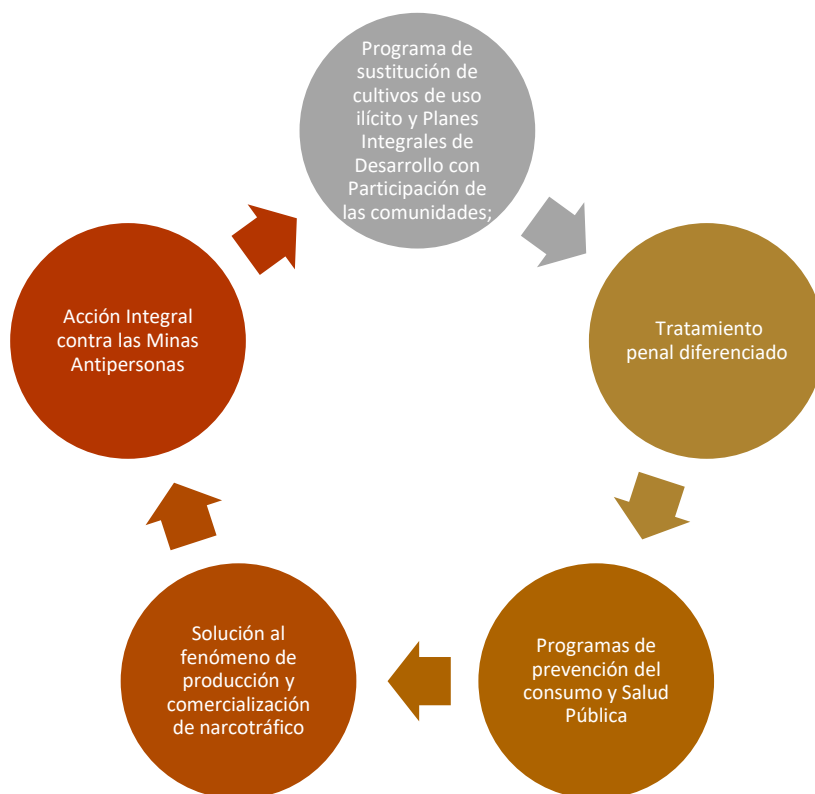 Programa de
sustitución de
cultivos de uso
ilícito y Planes
Integrales de
Desarrollo con
Participación de
las comunidades;
Tratamiento
penal diferenciado
Programas de
prevención del
consumo y Salud
Pública
Solución al
fenómeno de
producción y
comercialización
de narcotráfico
Acción Integral
contra las Minas
Antipersonas